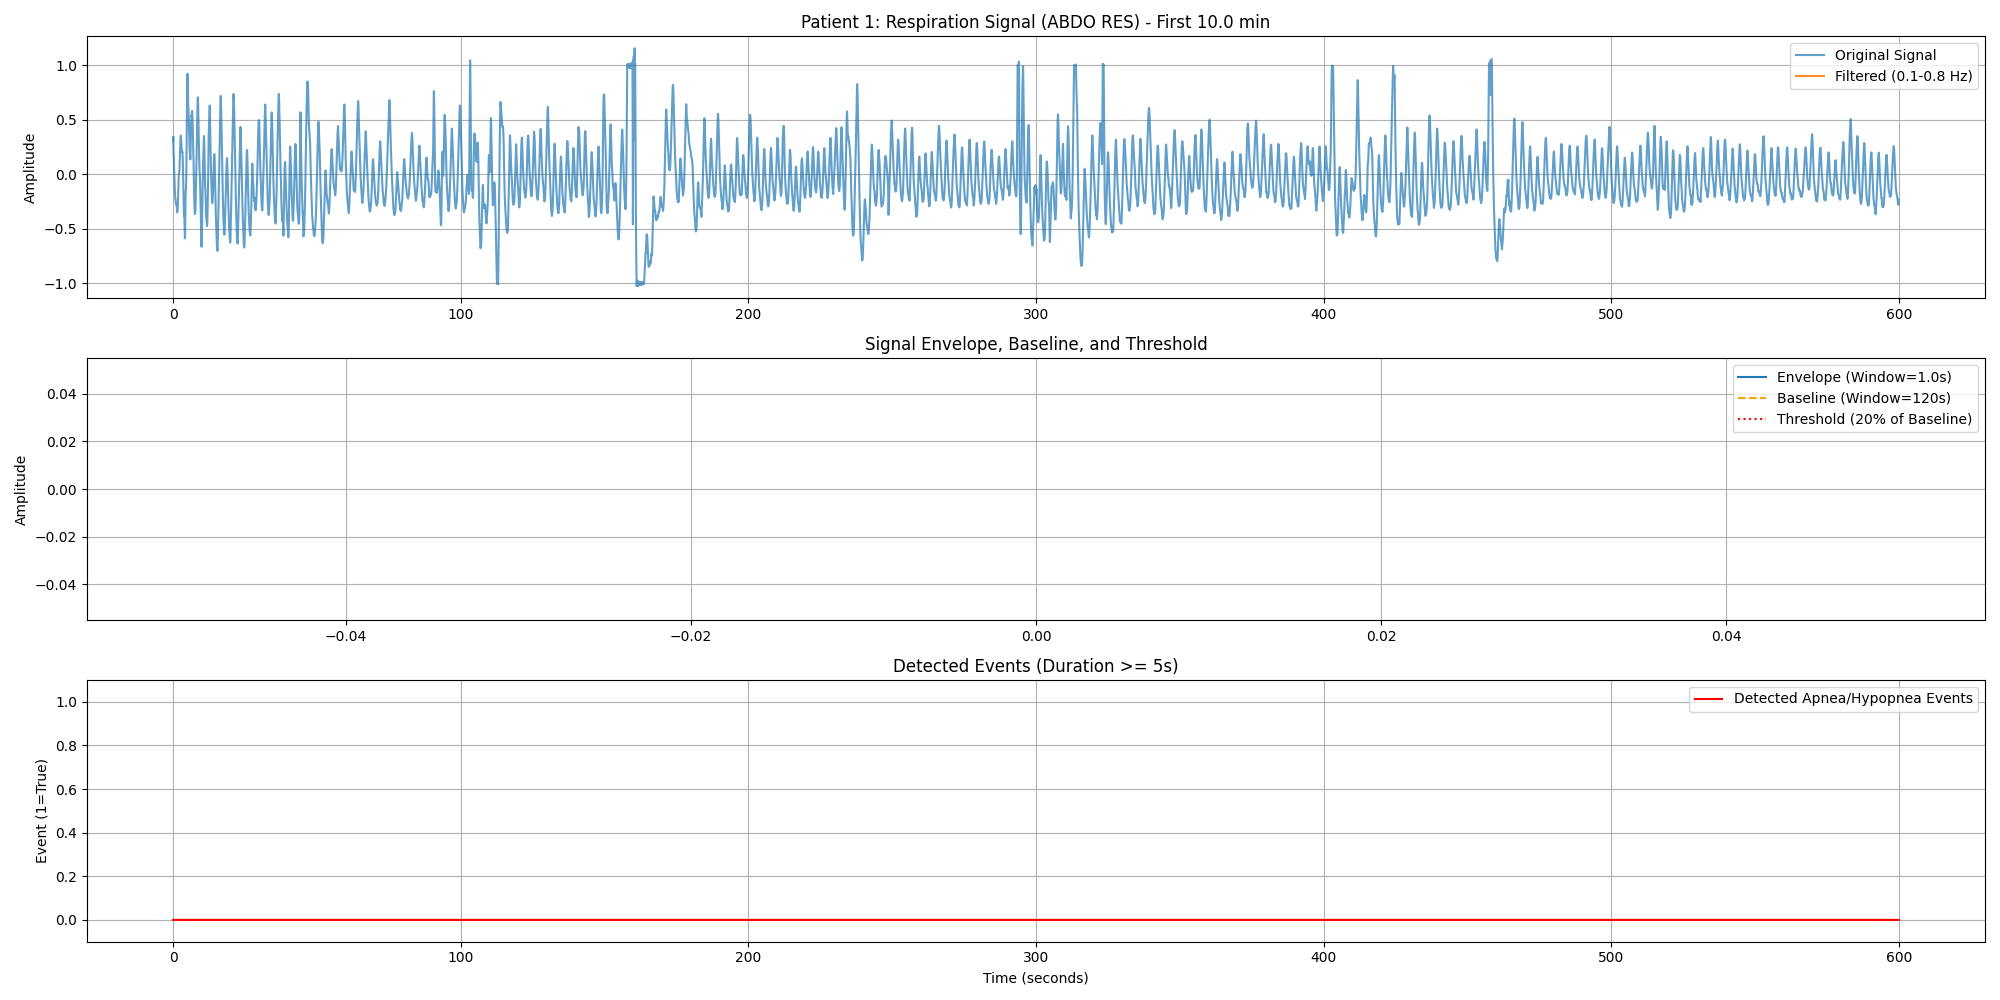 Patient 1: Respiration Signal (ABDO RES) - First 10.0 min
Amplitude
1.0
0.5
0.0
−0.5
−1.0
Original Signal
Filtered (0.1-0.8 Hz)
0 100 200 300 400 500 600
Signal Envelope, Baseline, and Threshold
Amplitude
0.04
0.02
0.00
−0.02
−0.04
Envelope (Window=1.0s)
Baseline (Window=120s)
Threshold (20% of Baseline)
−0.04 −0.02 0.00 0.02 0.04
Detected Events (Duration >= 5s)
Event (1=True)
1.0
0.8
0.6
0.4
0.2
0.0
Detected Apnea/Hypopnea Events
0 100 200 300 400 500 600
Time (seconds)